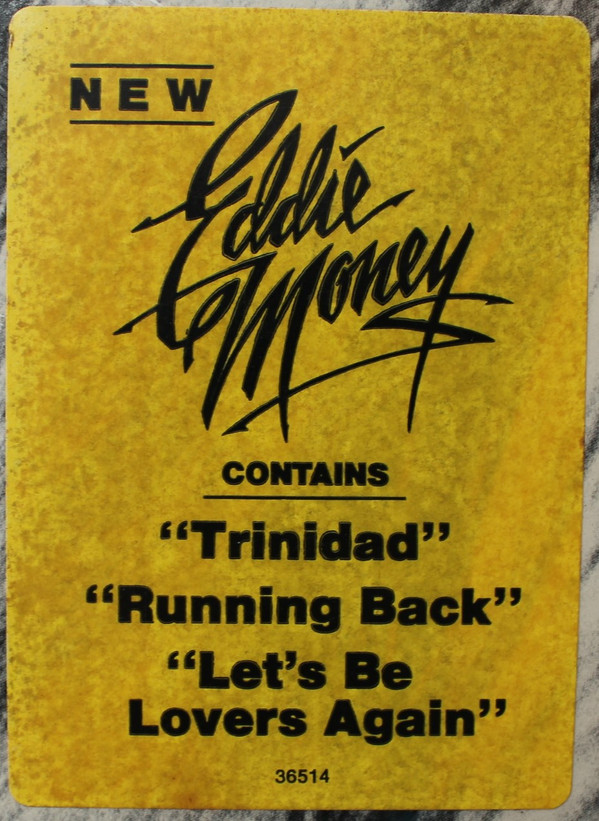 NEW
Eddie
Money
CONTAINS
“Trinidad”
“Running Back”
“Let’s Be
Lovers Again”
36514